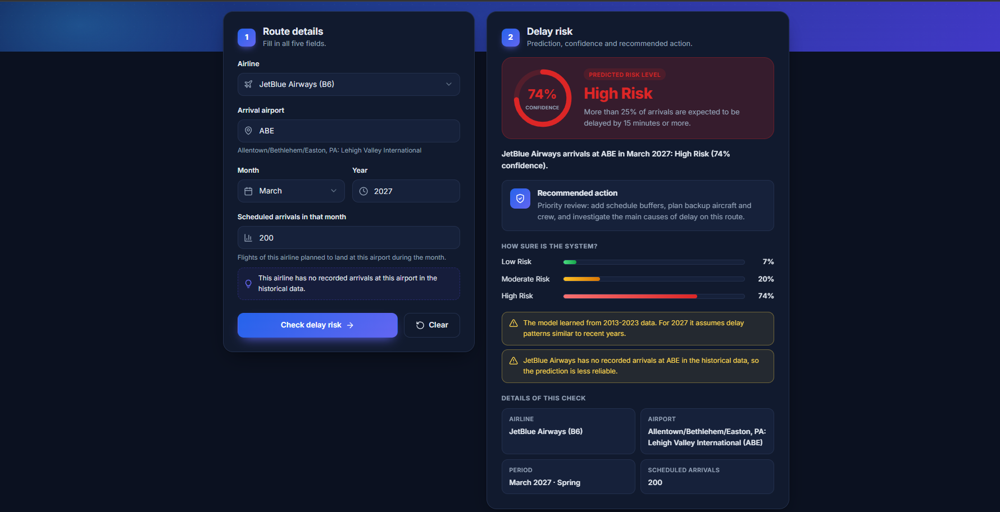 1
Route details
Fill in all five fields.
Airline
JetBlue Airways (B6)
Arrival airport
ABE
Allentown/Bethlehem/Easton, PA: Lehigh Valley International
Month
Year
March
2027
Scheduled arrivals in that month
200
Flights of this airline planned to land at this airport during the month.
This airline has no recorded arrivals at this airport in the
historical data.
Check delay risk →
Clear
2
Delay risk
Prediction, confidence and recommended action.
74%
CONFIDENCE
PREDICTED RISK LEVEL
High Risk
More than 25% of arrivals are expected to be
delayed by 15 minutes or more.
JetBlue Airways arrivals at ABE in March 2027: High Risk (74%
confidence).
Recommended action
Priority review: add schedule buffers, plan backup aircraft and
crew, and investigate the main causes of delay on this route.
HOW SURE IS THE SYSTEM?
Low Risk 7%
Moderate Risk 20%
High Risk 74%
The model learned from 2013-2023 data. For 2027 it assumes delay
patterns similar to recent years.
JetBlue Airways has no recorded arrivals at ABE in the historical data, so
the prediction is less reliable.
DETAILS OF THIS CHECK
AIRLINE
JetBlue Airways (B6)
AIRPORT
Allentown/Bethlehem/Easton, PA:
Lehigh Valley International (ABE)
PERIOD
March 2027 · Spring
SCHEDULED ARRIVALS
200